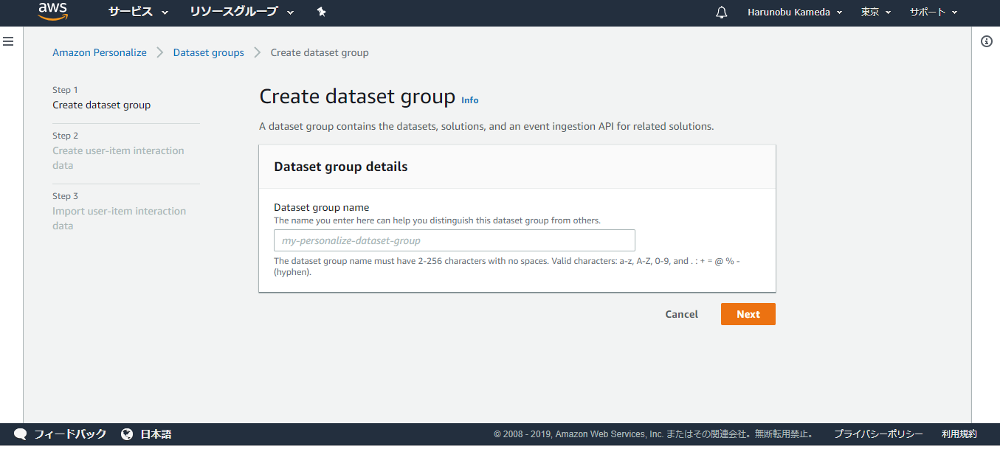 aws サービス リソースグループ Harunobu Kameda 東京 サポート
Amazon Personalize Dataset groups Create dataset group
Step 1
Create dataset group
Step 2
Create user-item interaction
data
Step 3
Import user-item interaction
data
Create dataset group Info
A dataset group contains the datasets, solutions, and an event ingestion API for related solutions.
Dataset group details
Dataset group name
The name you enter here can help you distinguish this dataset group from others.
my-personalize-dataset-group
The dataset group name must have 2-256 characters with no spaces. Valid characters: a-z, A-Z, 0-9, and . : + = @ % -
(hyphen).
Cancel Next
フィードバック 日本語 © 2008 - 2019, Amazon Web Services, Inc. またはその関連会社。無断転用禁止。 プライバシーポリシー 利用規約